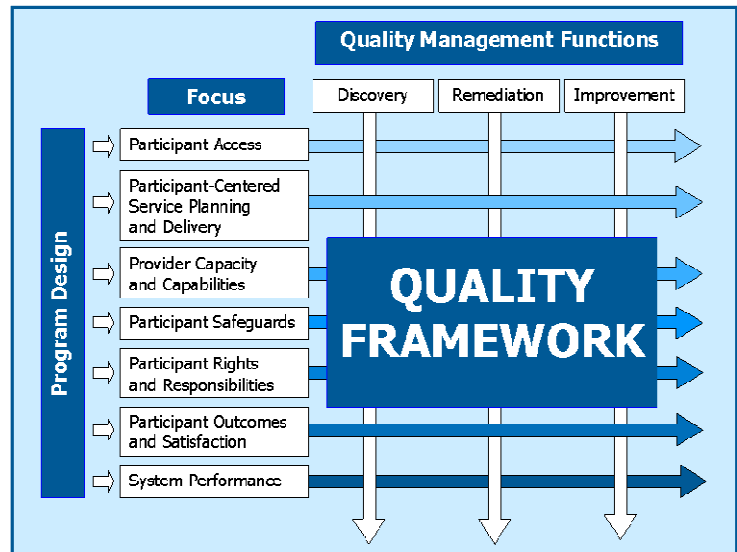 Quality Management Functions
Focus
Discovery
Remediation
Improvement
Program Design
Participant Access
Participant-Centered
Service Planning
and Delivery
Provider Capacity
and Capabilities
Participant Safeguards
Participant Rights
and Responsibilities
Participant Outcomes
and Satisfaction
System Performance
QUALITY
FRAMEWORK